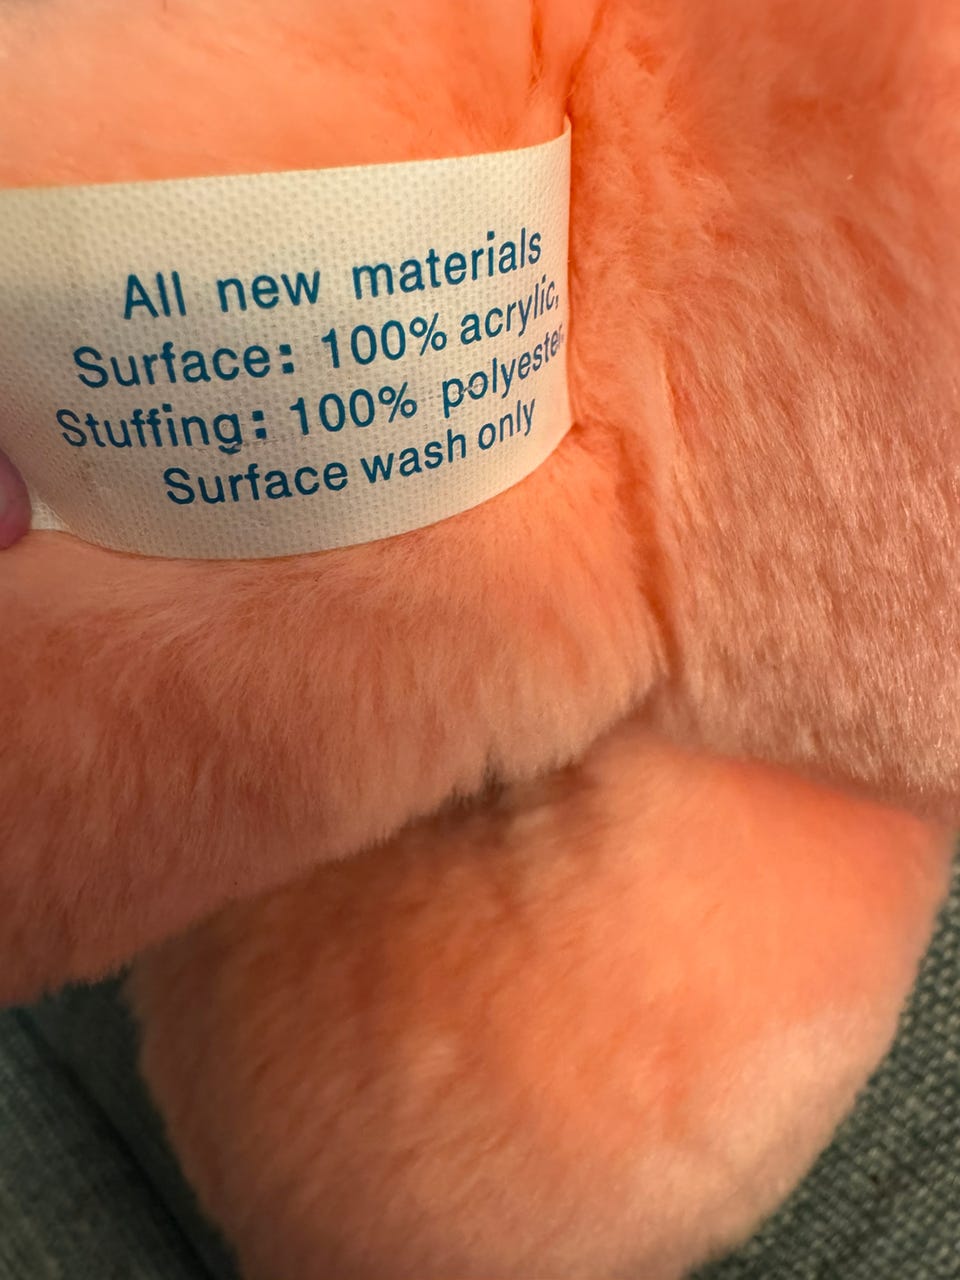 All new materials
Surface: 100% acrylic,
Stuffing: 100% polyester.
Surface wash only